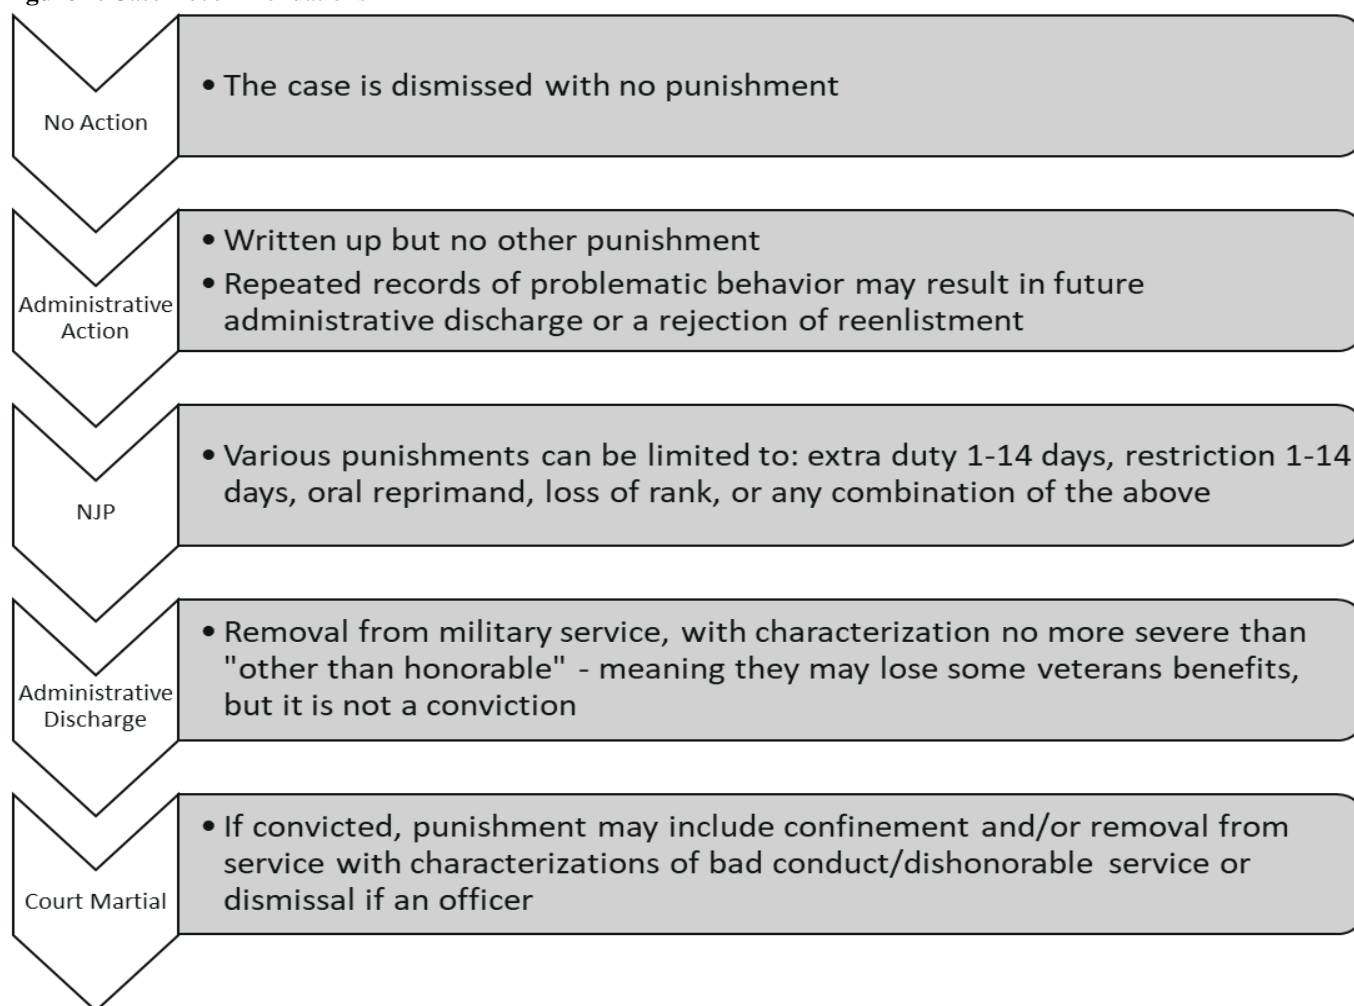 No Action
• The case is dismissed with no punishment
Administrative
Action
• Written up but no other punishment
• Repeated records of problematic behavior may result in future
administrative discharge or a rejection of reenlistment
NJP
• Various punishments can be limited to: extra duty 1-14 days, restriction 1-14
days, oral reprimand, loss of rank, or any combination of the above
Administrative
Discharge
• Removal from military service, with characterization no more severe than
"other than honorable" - meaning they may lose some veterans benefits,
but it is not a conviction
Court Martial
• If convicted, punishment may include confinement and/or removal from
service with characterizations of bad conduct/dishonorable service or
dismissal if an officer